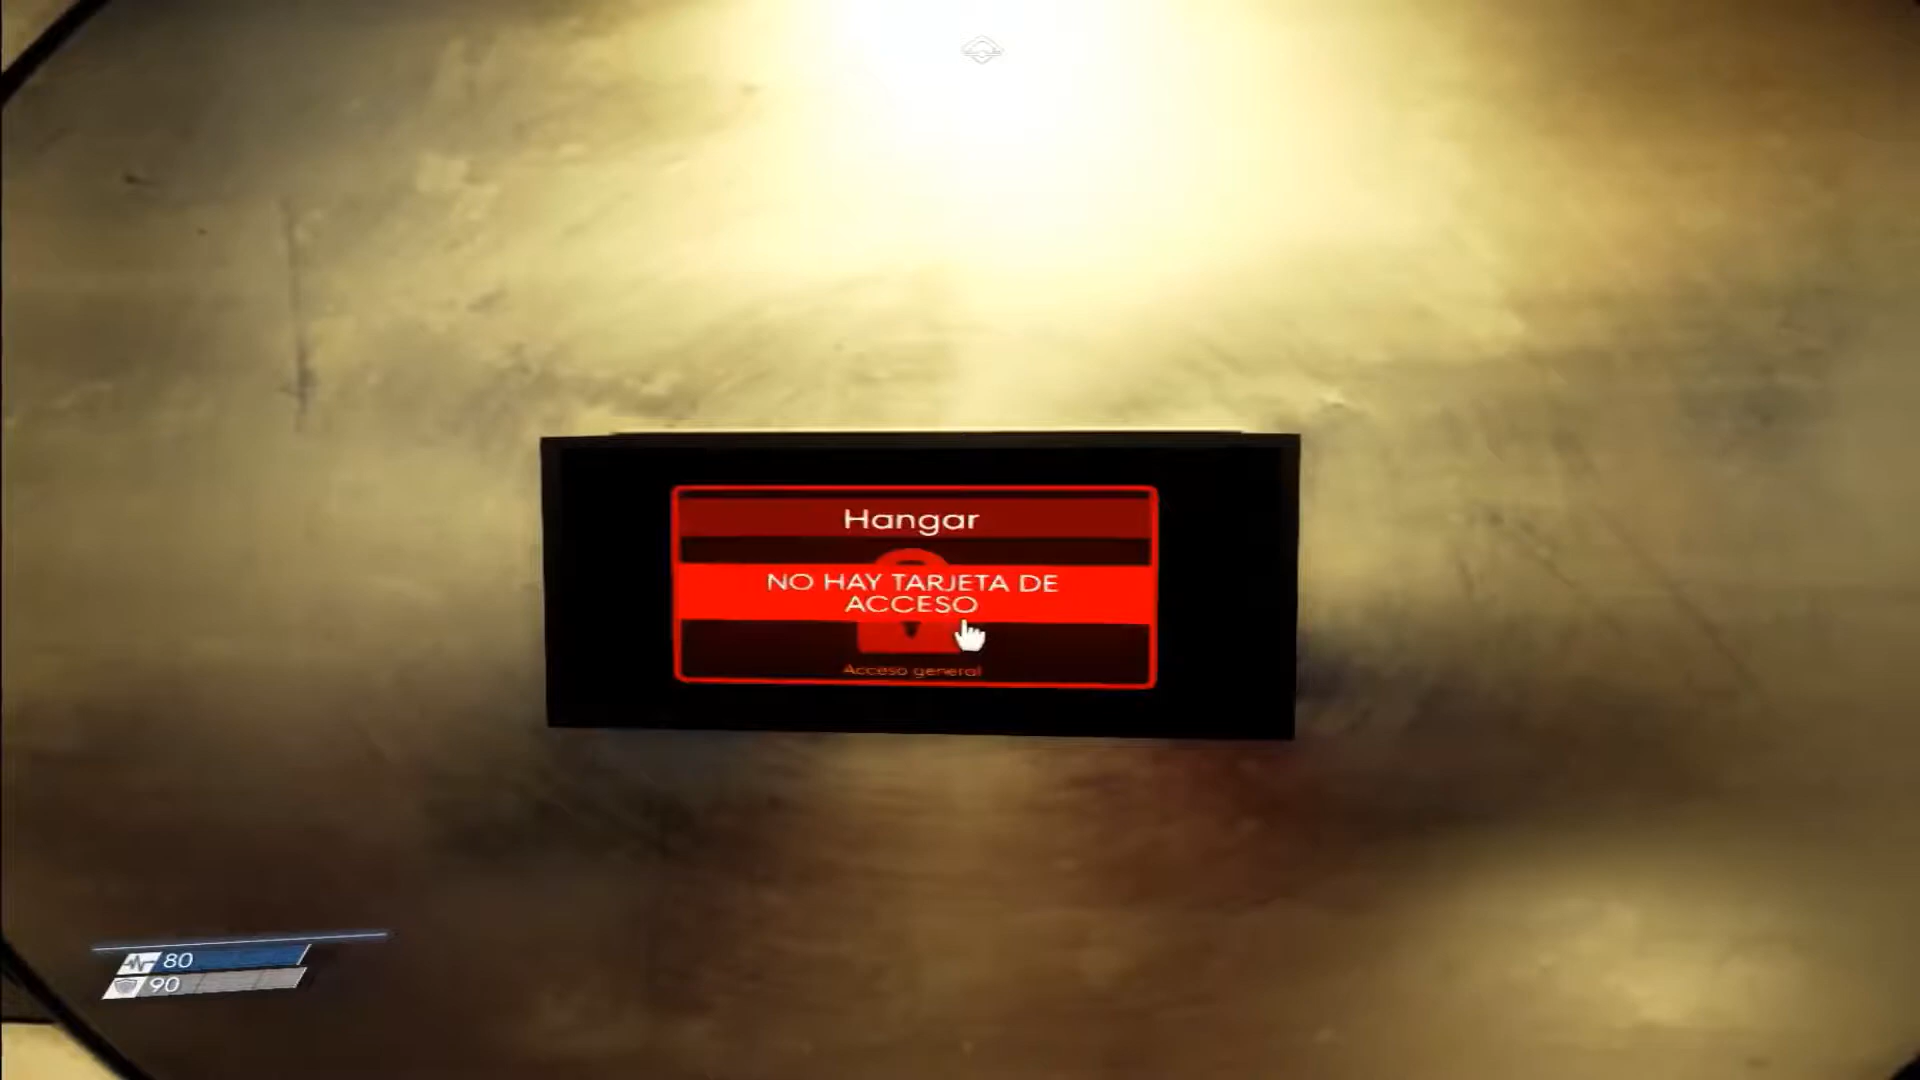 Hangar
NO HAY TARJETA DE
ACCESO
Acceso general
80
90